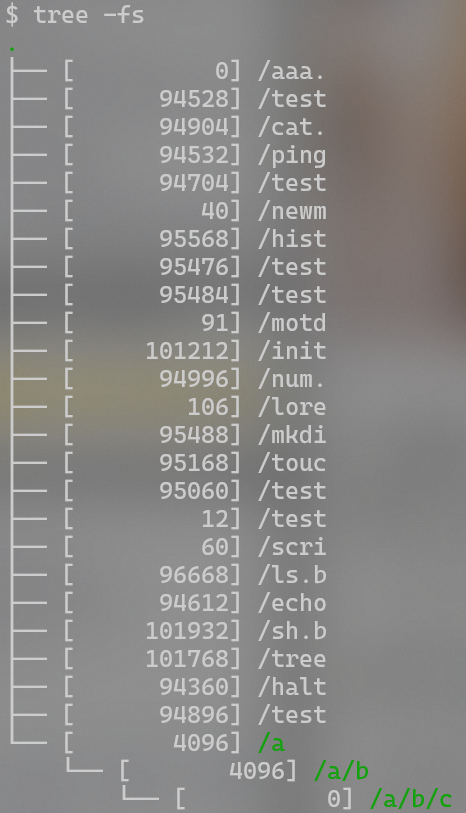 $ tree -fs
.
├── [          0] /aaa.
├── [      94528] /test
├── [      94904] /cat.
├── [      94532] /ping
├── [      94704] /test
├── [         40] /newm
├── [      95568] /hist
├── [      95476] /test
├── [      95484] /test
├── [         91] /motd
├── [     101212] /init
├── [      94996] /num.
├── [        106] /lore
├── [      95488] /mkdi
├── [      95168] /touc
├── [      95060] /test
├── [         12] /test
├── [         60] /scri
├── [      96668] /ls.b
├── [      94612] /echo
├── [     101932] /sh.b
├── [     101768] /tree
├── [      94360] /halt
├── [      94896] /test
└── [       4096] /a
    └── [       4096] /a/b
        └── [          0] /a/b/c